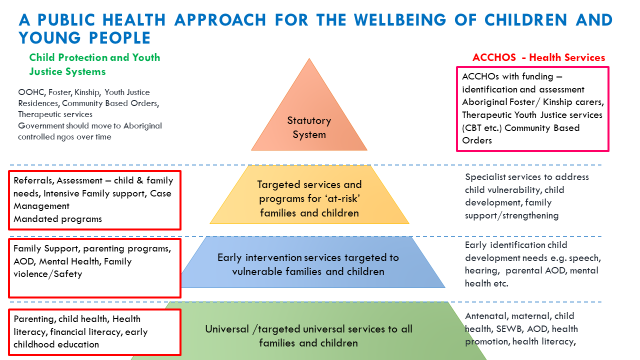 A PUBLIC HEALTH APPROACH FOR THE WELLBEING OF CHILDREN AND
YOUNG PEOPLE
Child Protection and Youth
Justice Systems
ACCHOS - Health Services
OOHC, Foster, Kinship, Youth Justice
Residences, Community Based Orders,
Therapeutic services
Government should move to Aboriginal
controlled ngos over time
Statutory
System
ACCHOs with funding –
identification and assessment
Aboriginal Foster/ Kinship carers,
Therapeutic Youth Justice services
(CBT etc.) Community Based
Orders
Referrals, Assessment – child & family
needs, Intensive Family support, Case
Management
Mandated programs
Targeted services and
programs for 'at-risk'
families and children
Specialist services to address
child vulnerability, child
development, family
support/strengthening
Family Support, parenting programs,
AOD, Mental Health, Family
violence/Safety
Early intervention services targeted to
vulnerable families and children
Early identification child
development needs e.g. speech,
hearing, parental AOD, mental
health etc.
Parenting, child health, Health
literacy, financial literacy, early
childhood education
Universal /targeted universal services to all
families and children
Antenatal, maternal, child
health, SEWB, AOD, health
promotion, health literacy,